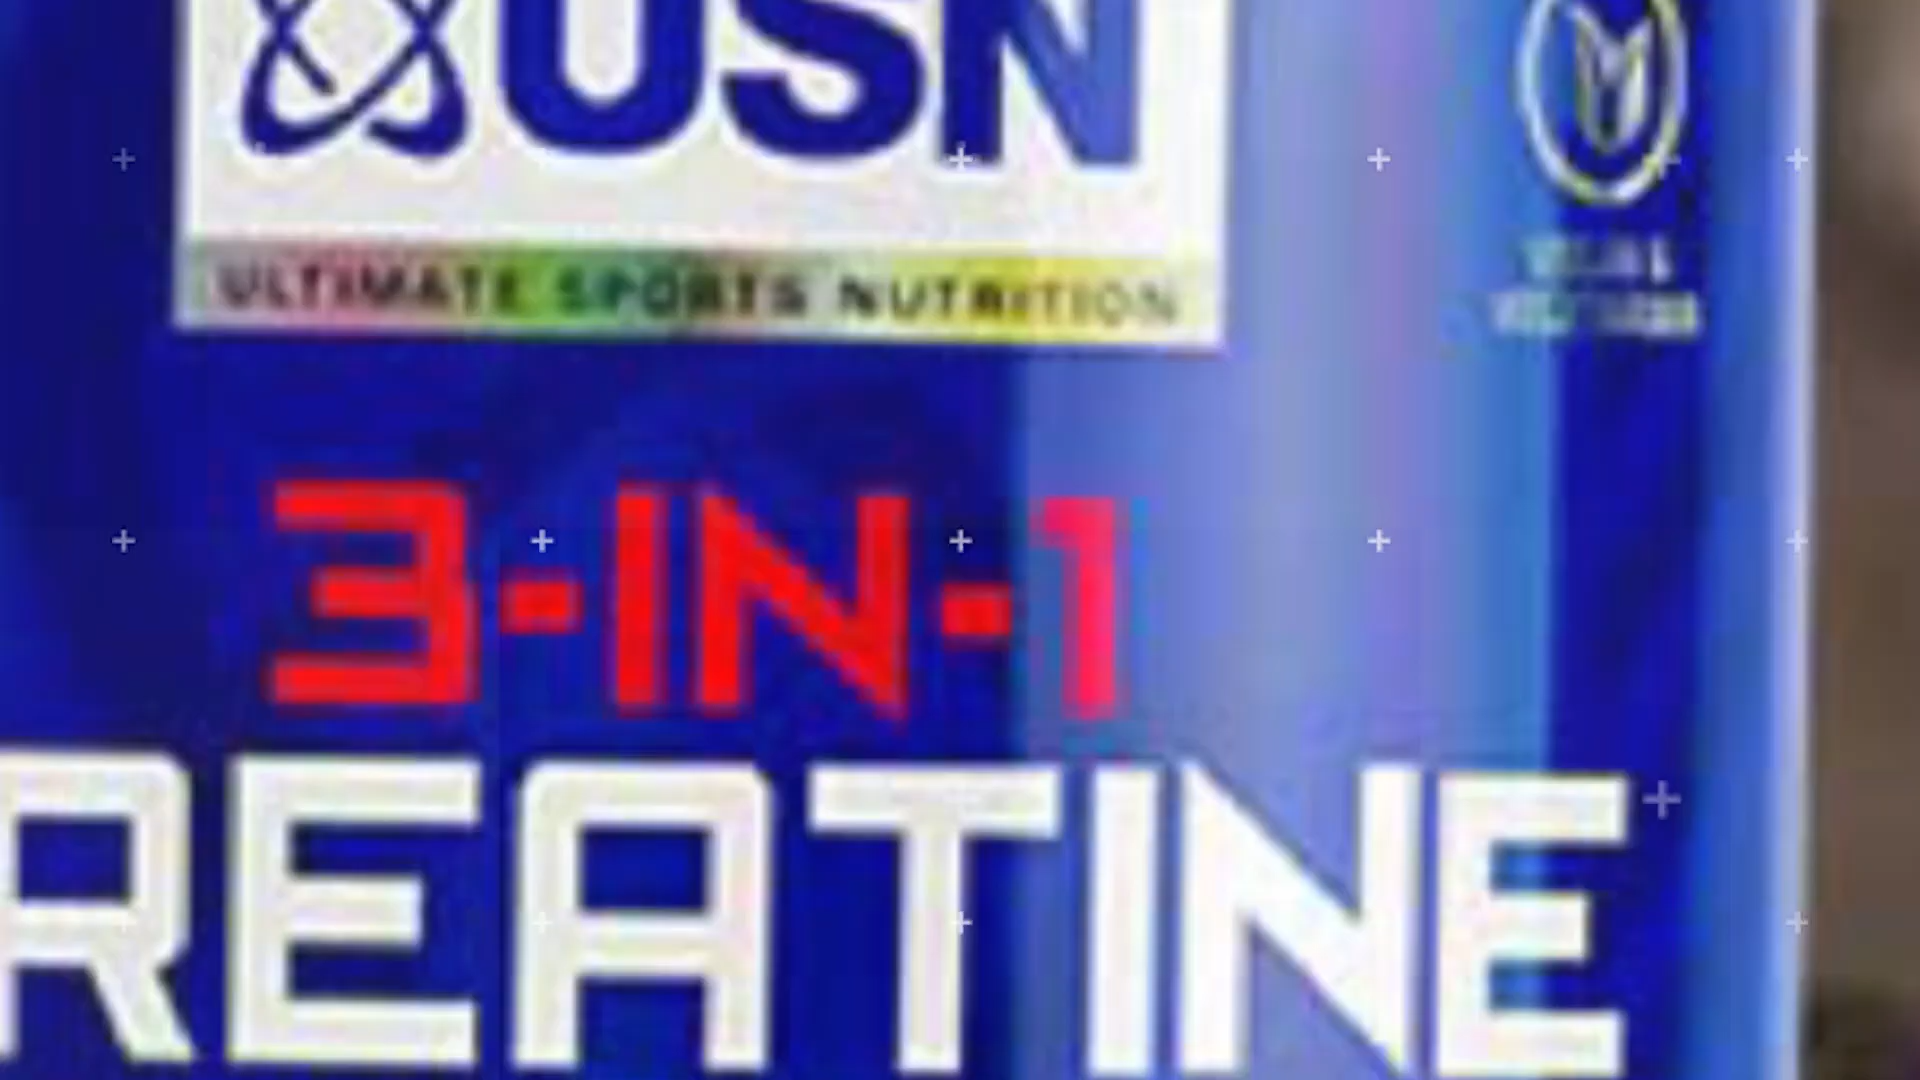 USN
ULTIMATE SPORTS NUTRITION
3-IN-1
REATINE